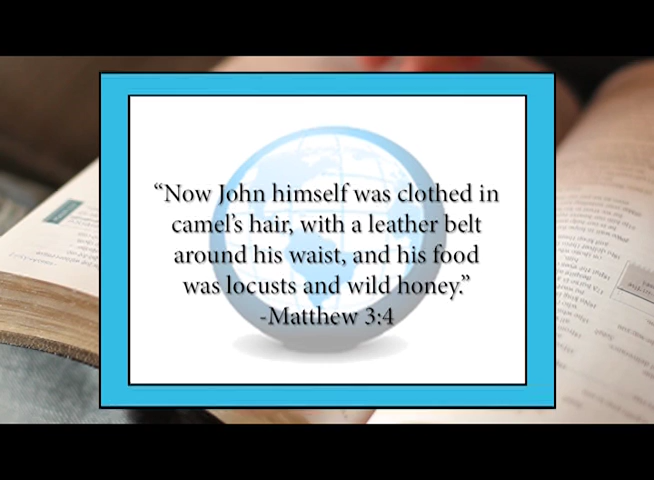 “Now John himself was clothed in
camel’s hair, with a leather belt
around his waist, and his food
was locusts and wild honey.”
-Matthew 3:4